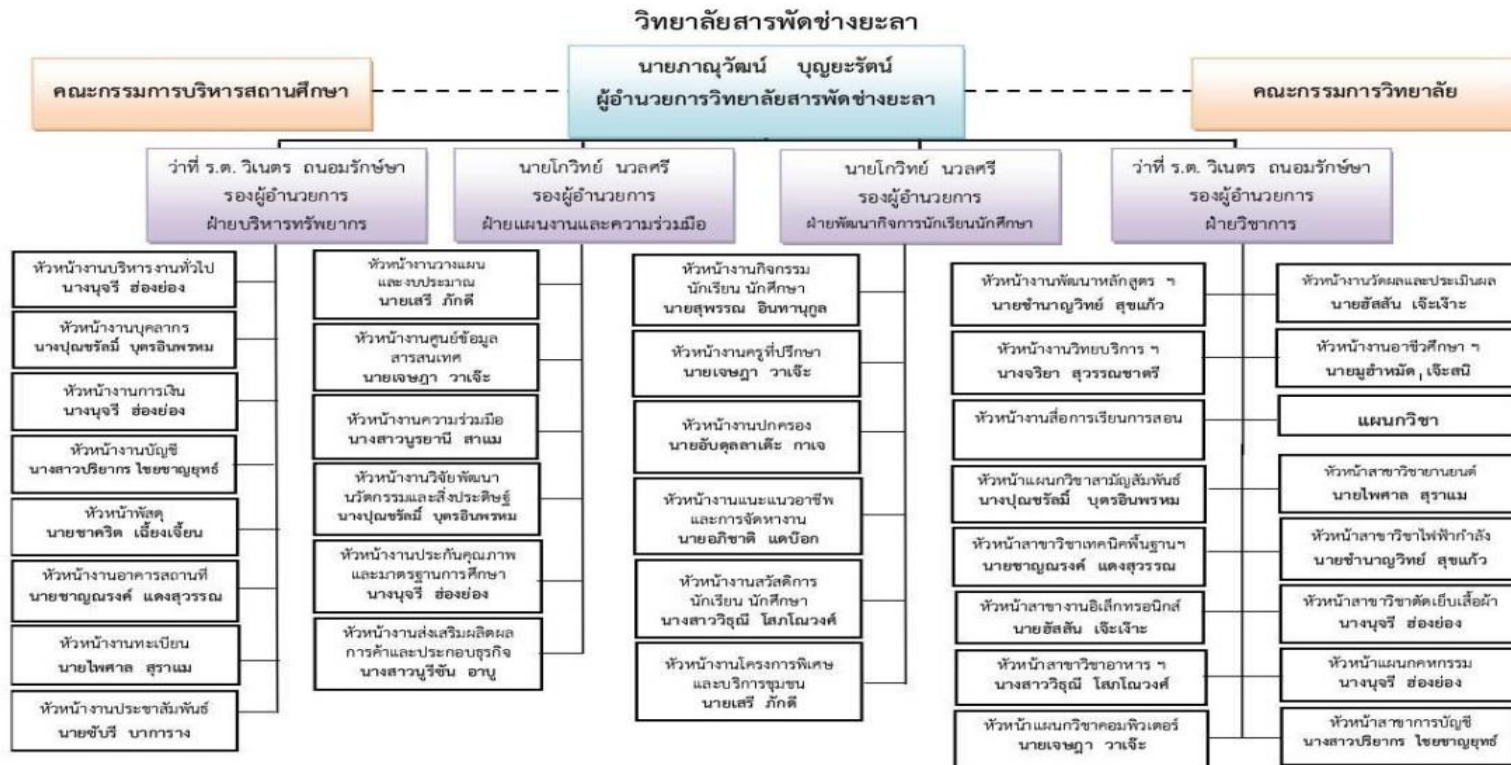 วิทยาลัยสารพัดช่างยะลา
นายภาณุวัฒน์ บุญยะรัตน์
ผู้อำนวยการวิทยาลัยสารพัดช่างยะลา
คณะกรรมการบริหารสถานศึกษา
คณะกรรมการวิทยาลัย
ว่าที่ ร.ต. วิเนตร ถนอมรักษ์ษา
รองผู้อำนวยการ
ฝ่ายบริหารทรัพยากร
นายโกวิทย์ นวลศรี
รองผู้อำนวยการ
ฝ่ายแผนงานและความร่วมมือ
นายโกวิทย์ นวลศรี
รองผู้อำนวยการ
ฝ่ายพัฒนากิจการนักเรียนนักศึกษา
ว่าที่ ร.ต. วิเนตร ถนอมรักษ์ษา
รองผู้อำนวยการ
ฝ่ายวิชาการ
หัวหน้างานบริหารงานทั่วไป
นางนุจรี ฮ่องย่อง
หัวหน้างานบุคลากร
นางปุณชรัสมิ์ บุตรอินพรหม
หัวหน้างานการเงิน
นางนุจรี ฮ่องย่อง
หัวหน้างานบัญชี
นางสาวปริยากร ไชยชาญยุทธ์
หัวหน้าพัสดุ
นายชาคริต เฉี้ยงเจี้ยน
หัวหน้างานอาคารสถานที่
นายชาญณรงค์ แดงสุวรรณ
หัวหน้างานทะเบียน
นายไพศาล สุราแม
หัวหน้างานประชาสัมพันธ์
นายซับรี บาการาง
หัวหน้างานวางแผน
และงบประมาณ
นายเสรี ภักดี
หัวหน้างานศูนย์ข้อมูล
สารสนเทศ
นายเจษฎา วาเจ๊ะ
หัวหน้างานความร่วมมือ
นางสาวนูรยานี สาแม
หัวหน้างานวิจัยพัฒนา
นวัตกรรมและสิ่งประดิษฐ์
นางปุณชรัสมิ์ บุตรอินพรหม
หัวหน้างานประกันคุณภาพ
และมาตรฐานการศึกษา
นางนุจรี ฮ่องย่อง
หัวหน้างานส่งเสริมผลิตผล
การค้าและประกอบธุรกิจ
นางสาวนูรีซัน อาบู
หัวหน้างานกิจกรรม
นักเรียน นักศึกษา
นายสุพรรณ อินทานุกูล
หัวหน้างานครูที่ปรึกษา
นายเจษฎา วาเจ๊ะ
หัวหน้างานปกครอง
นายอับดุลลาเต๊ะ กาเจ
หัวหน้างานแนะแนวอาชีพ
และการจัดหางาน
นายอภิชาติ แดบ๊อก
หัวหน้างานสวัสดิการ
นักเรียน นักศึกษา
นางสาววิธุณี โสภโณวงศ์
หัวหน้างานโครงการพิเศษ
และบริการชุมชน
นายเสรี ภักดี
หัวหน้างานพัฒนาหลักสูตร ฯ
นายชำนาญวิทย์ สุขแก้ว
หัวหน้างานวิทยบริการ ฯ
นางจริยา สุวรรณชาตรี
หัวหน้างานสื่อการเรียนการสอน
หัวหน้าแผนกวิชาสามัญสัมพันธ์
นางปุณชรัสมิ์ บุตรอินพรหม
หัวหน้าสาขาวิชาเทคนิคพื้นฐานฯ
นายชาญณรงค์ แดงสุวรรณ
หัวหน้าสาขางานอิเล็กทรอนิกส์
นายฮัสสัน เจ๊ะเง๊าะ
หัวหน้าสาขาวิชาอาหาร ฯ
นางสาววิธุณี โสภโณวงศ์
หัวหน้าแผนกวิชาคอมพิวเตอร์
นายเจษฎา วาเจ๊ะ
หัวหน้างานวัดผลและประเมินผล
นายฮัสสัน เจ๊ะเง๊าะ
หัวหน้างานอาชีวศึกษา ฯ
นายมูฮำหมัด เจ๊ะสนิ
แผนกวิชา
หัวหน้าสาขาวิชายานยนต์
นายไพศาล สุราแม
หัวหน้าสาขาวิชาไฟฟ้ากำลัง
นายชำนาญวิทย์ สุขแก้ว
หัวหน้าสาขาวิชาตัดเย็บเสื้อผ้า
นางนุจรี ฮ่องย่อง
หัวหน้าแผนกคหกรรม
นางนุจรี ฮ่องย่อง
หัวหน้าสาขาการบัญชี
นางสาวปริยากร ไชยชาญยุทธ์